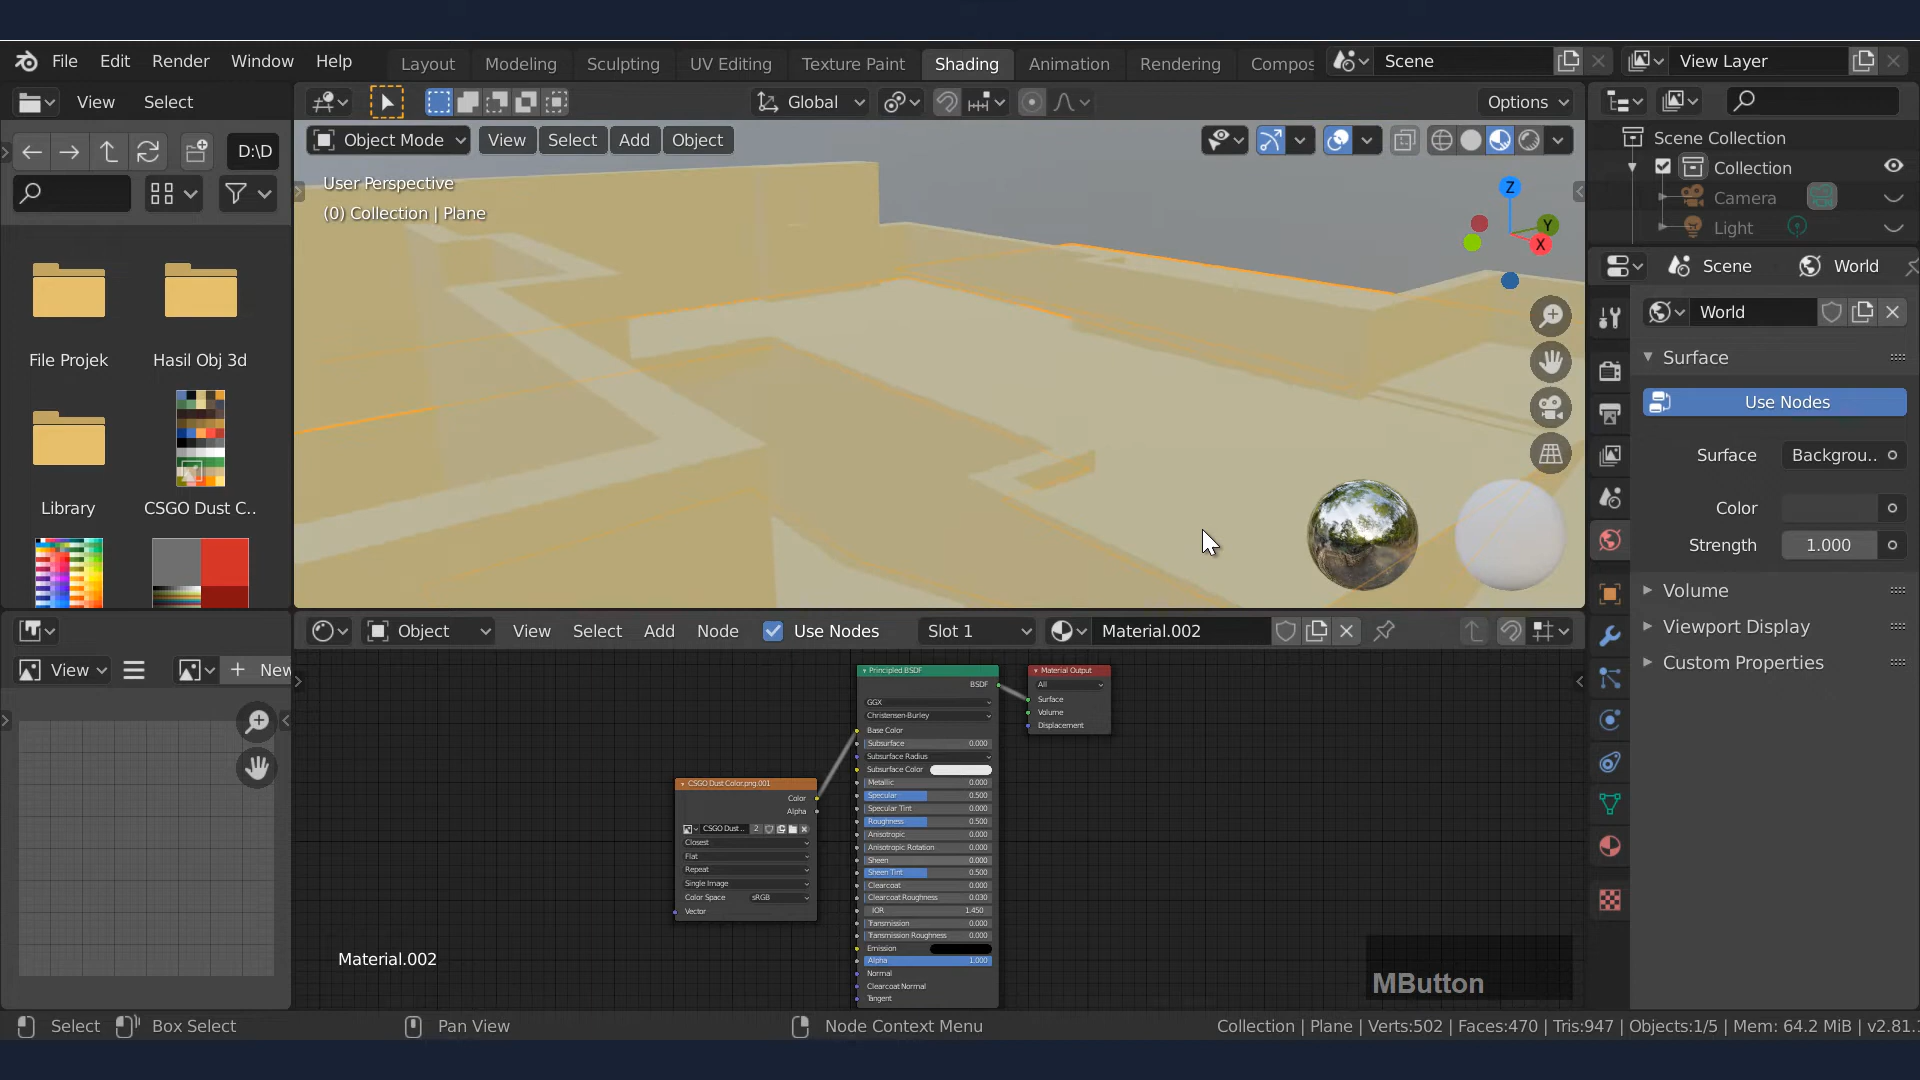 File Edit Render Window Help
Layout Modeling Sculpting UV Editing Texture Paint Shading Animation Rendering Compos
Scene
View Layer
View Select
Global
Options
D:\D
Object Mode View Select Add Object
User Perspective
(0) Collection | Plane
Z
Y
X
Scene Collection
Collection
Camera
Light
Scene World
World
Surface
Use Nodes
Surface Backgrou..
Color
Strength 1.000
Volume
Viewport Display
Custom Properties
File Projek
Hasil Obj 3d
Library
CSGO Dust C..
View
New
Object View Select Add Node Use Nodes Slot 1 Material.002
Principled BSDF
BSDF
GGX
Christensen-Burley
Base Color
Subsurface 0.000
Subsurface Radius
Subsurface Color
Metallic 0.000
Specular 0.500
Specular Tint 0.000
Roughness 0.500
Anisotropic 0.000
Anisotropic Rotation 0.000
Sheen 0.000
Sheen Tint 0.500
Clearcoat 0.000
Clearcoat Roughness 0.030
IOR 1.450
Transmission 0.000
Transmission Roughness 0.000
Emission
Alpha 1.000
Normal
Clearcoat Normal
Tangent
Material Output
All
Surface
Volume
Displacement
CSGO Dust Color.png.001
Color
Alpha
CSGO Dust .. 2
Closest
Flat
Repeat
Single Image
Color Space sRGB
Vector
Material.002
MButton
Select Box Select Pan View Node Context Menu
Collection | Plane | Verts:502 | Faces:470 | Tris:947 | Objects:1/5 | Mem: 64.2 MiB | v2.81.